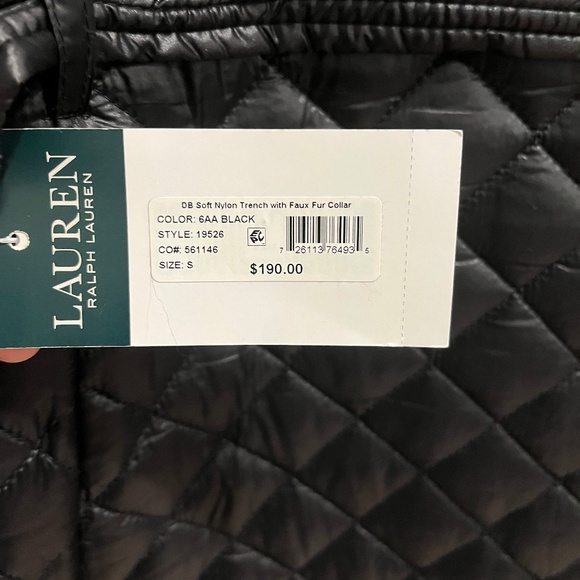 LAUREN
RALPH LAUREN
DB Soft Nylon Trench with Faux Fur Collar
COLOR: 6AA BLACK
STYLE: 19526
CO#: 561146
7 26113 76493 5
SIZE: S
$190.00